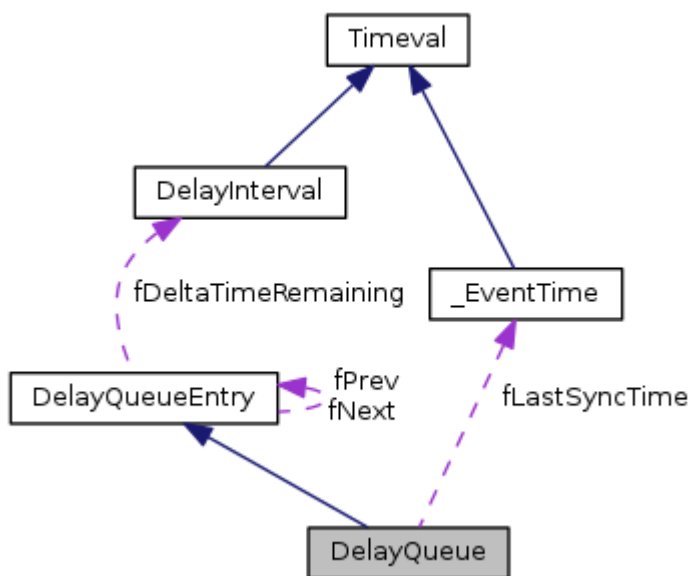 Timeval
DelayInterval
fDeltaTimeRemaining
_EventTime
DelayQueueEntry
fPrev
fNext
fLastSyncTime
DelayQueue